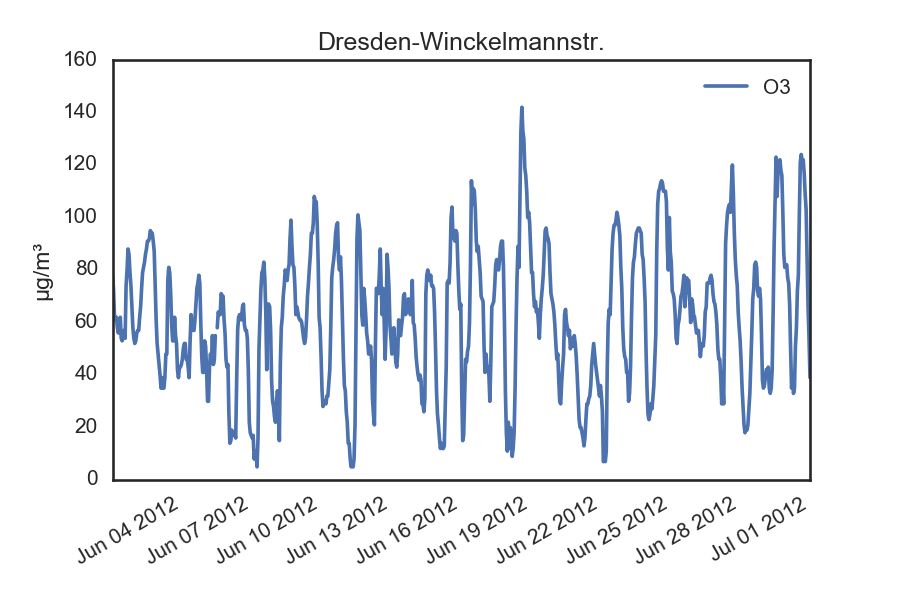 Dresden-Winckelmannstr.
160
140
120
100
80
60
40
20
0
µg/m³
O3
Jun 04 2012
Jun 07 2012
Jun 10 2012
Jun 13 2012
Jun 16 2012
Jun 19 2012
Jun 22 2012
Jun 25 2012
Jun 28 2012
Jul 01 2012